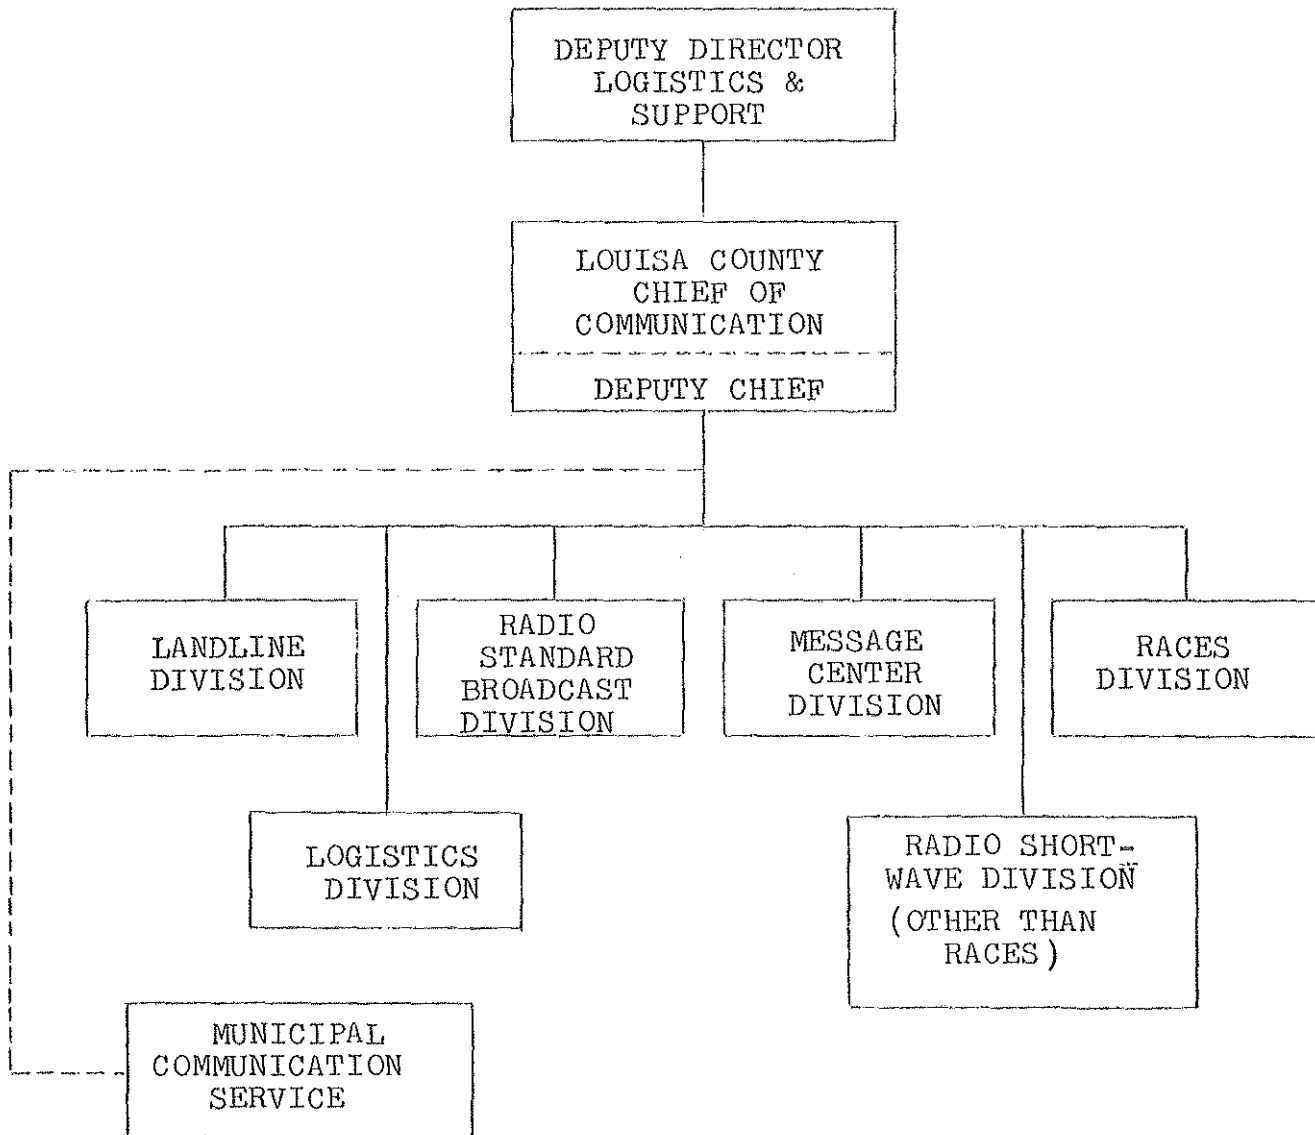 DEPUTY DIRECTOR
LOGISTICS &
SUPPORT
LOUISA COUNTY
CHIEF OF
COMMUNICATION
DEPUTY CHIEF
LANDLINE
DIVISION
RADIO
STANDARD
BROADCAST
DIVISION
MESSAGE
CENTER
DIVISION
RACES
DIVISION
LOGISTICS
DIVISION
RADIO SHORT-
WAVE DIVISION
(OTHER THAN
RACES)
MUNICIPAL
COMMUNICATION
SERVICE